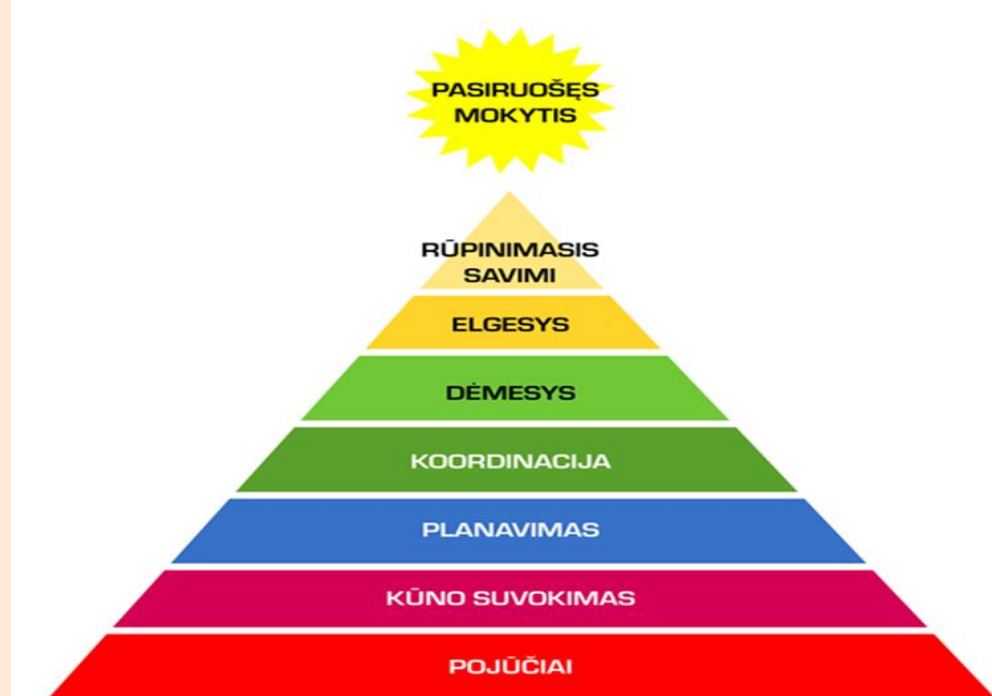 PASIRUOŠĘS
MOKYTIS
RŪPINIMASIS
SAVIMI
ELGESYS
DĖMESYS
KOORDINACIJA
PLANAVIMAS
KŪNO SUVOKIMAS
POJŪČIAI